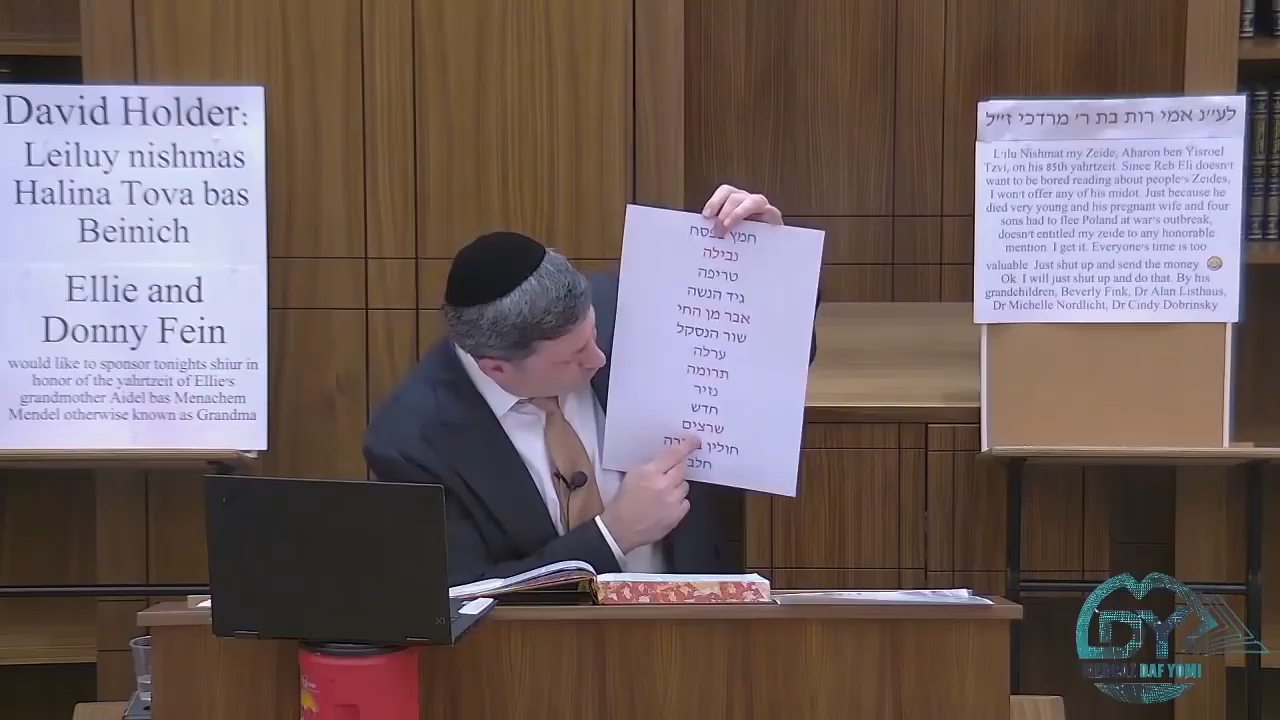 David Holder:
Leiluy nishmas
Halina Tova bas
Beinich
Ellie and
Donny Fein
would like to sponsor tonights shiur in
honor of the yahrtzeit of Ellie's
grandmother Aidel bas Menachem
Mendel otherwise known as Grandma
חמץ בפסח
נבילה
טריפה
גיד הנשה
אבר מן החי
שור הנסקל
ערלה
תרומה
נזיר
חדש
שרצים
חולין
חלב
לע״נ אמי רות בת ר׳ מרדכי ז״ל
L'ilu Nishmat my Zeide, Aharon ben Yisroel
Tzvi, on his 85th yahrtzeit. Since Reb Eli doesn't
want to be bored reading about people's Zeides,
I won't offer any of his midot. Just because he
died very young and his pregnant wife and four
sons had to flee Poland at war's outbreak,
doesn't entitled my zeide to any honorable
mention. I get it. Everyone's time is too
valuable. Just shut up and send the money 😂
Ok. I will just shut up and do that. By his
grandchildren, Beverly Fink, Dr Alan Listhaus,
Dr Michelle Nordlicht, Dr Cindy Dobrinsky
DY
DAF YOMI